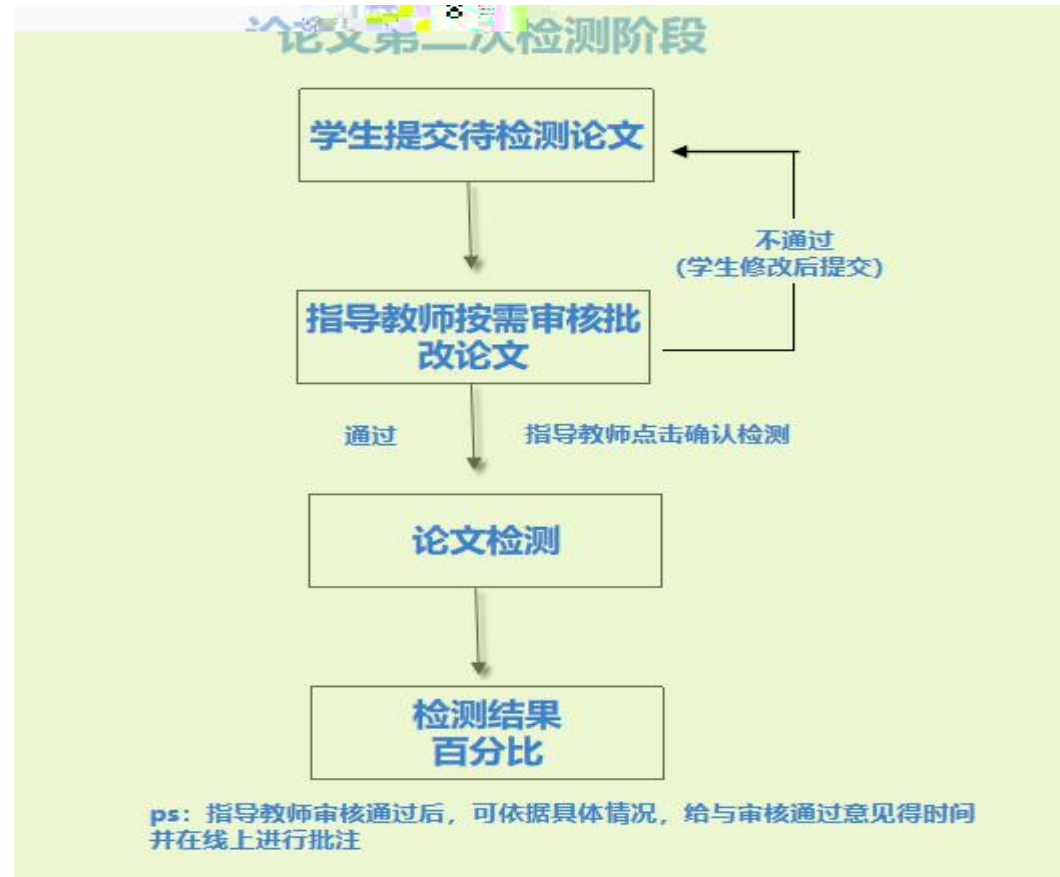 论文第二次检测阶段
学生提交待检测论文
不通过
(学生修改后提交)
指导教师按需审核批
改论文
通过
指导教师点击确认检测
论文检测
检测结果
百分比
ps：指导教师审核通过后，可依据具体情况，给与审核通过意见得时间
并在线上进行批注